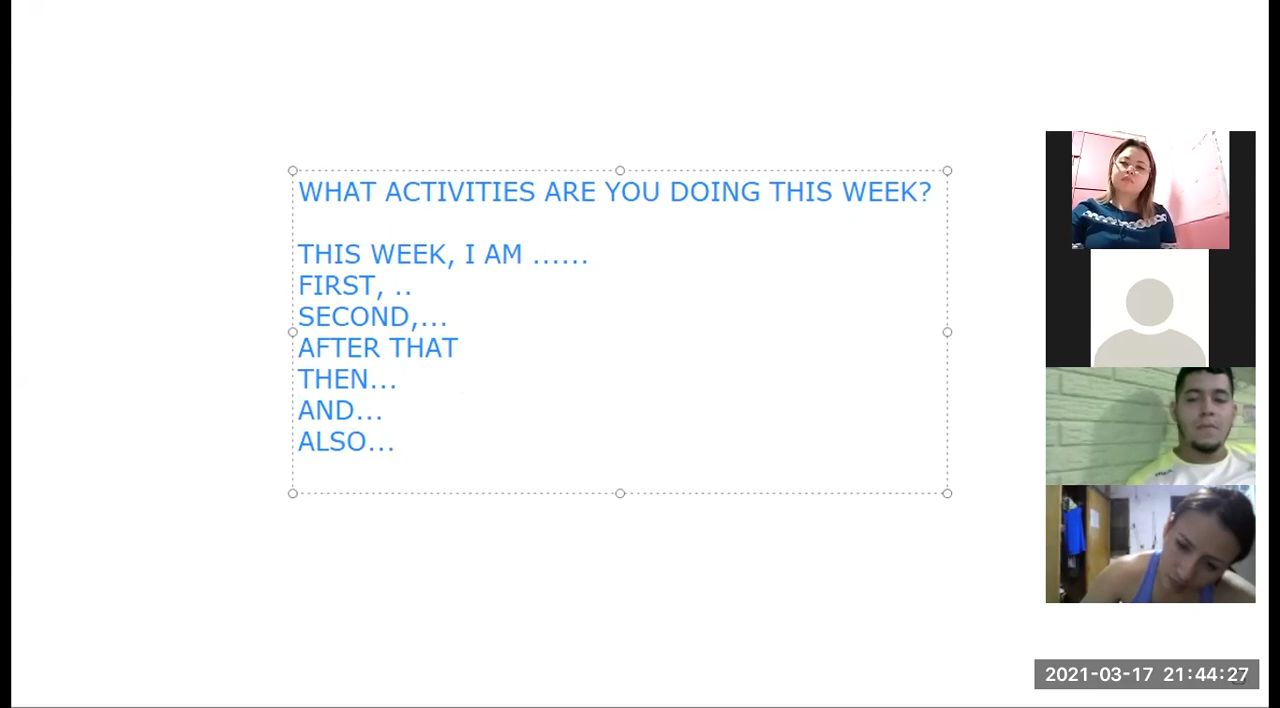 WHAT ACTIVITIES ARE YOU DOING THIS WEEK?
THIS WEEK, I AM ......
FIRST, ..
SECOND,...
AFTER THAT
THEN...
AND...
ALSO...
2021-03-17 21:44:27